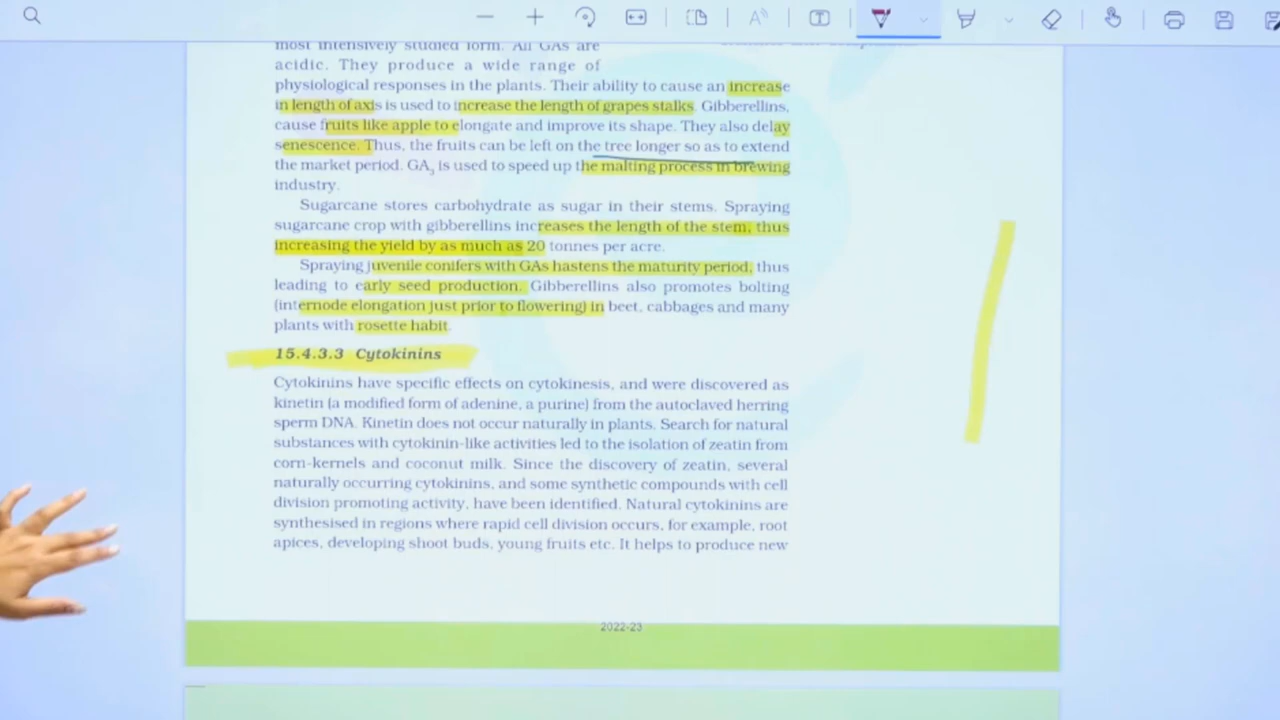 most intensively studied form. All GAs are
acidic. They produce a wide range of
physiological responses in the plants. Their ability to cause an increase
in length of axis is used to increase the length of grapes stalks. Gibberellins,
cause fruits like apple to elongate and improve its shape. They also delay
senescence. Thus, the fruits can be left on the tree longer so as to extend
the market period. GA3 is used to speed up the malting process in brewing
industry.
Sugarcane stores carbohydrate as sugar in their stems. Spraying
sugarcane crop with gibberellins increases the length of the stem, thus
increasing the yield by as much as 20 tonnes per acre.
Spraying juvenile conifers with GAs hastens the maturity period, thus
leading to early seed production. Gibberellins also promotes bolting
(internode elongation just prior to flowering) in beet, cabbages and many
plants with rosette habit.
15.4.3.3 Cytokinins
Cytokinins have specific effects on cytokinesis, and were discovered as
kinetin (a modified form of adenine, a purine) from the autoclaved herring
sperm DNA. Kinetin does not occur naturally in plants. Search for natural
substances with cytokinin-like activities led to the isolation of zeatin from
corn-kernels and coconut milk. Since the discovery of zeatin, several
naturally occurring cytokinins, and some synthetic compounds with cell
division promoting activity, have been identified. Natural cytokinins are
synthesised in regions where rapid cell division occurs, for example, root
apices, developing shoot buds, young fruits etc. It helps to produce new
2022-23